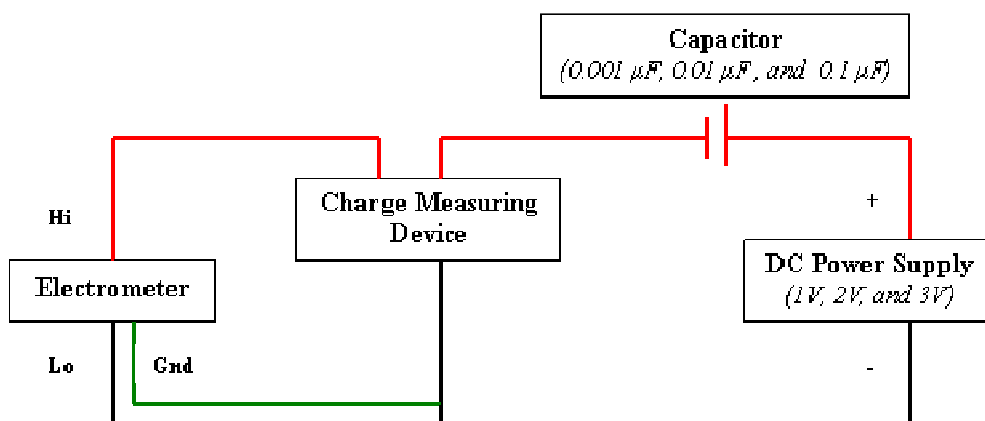 Capacitor
(0.001 µF, 0.01 µF, and 0.1 µF)
Charge Measuring
Device
Hi
+
Electrometer
DC Power Supply
(1V, 2V, and 3V)
Lo
Gnd
-